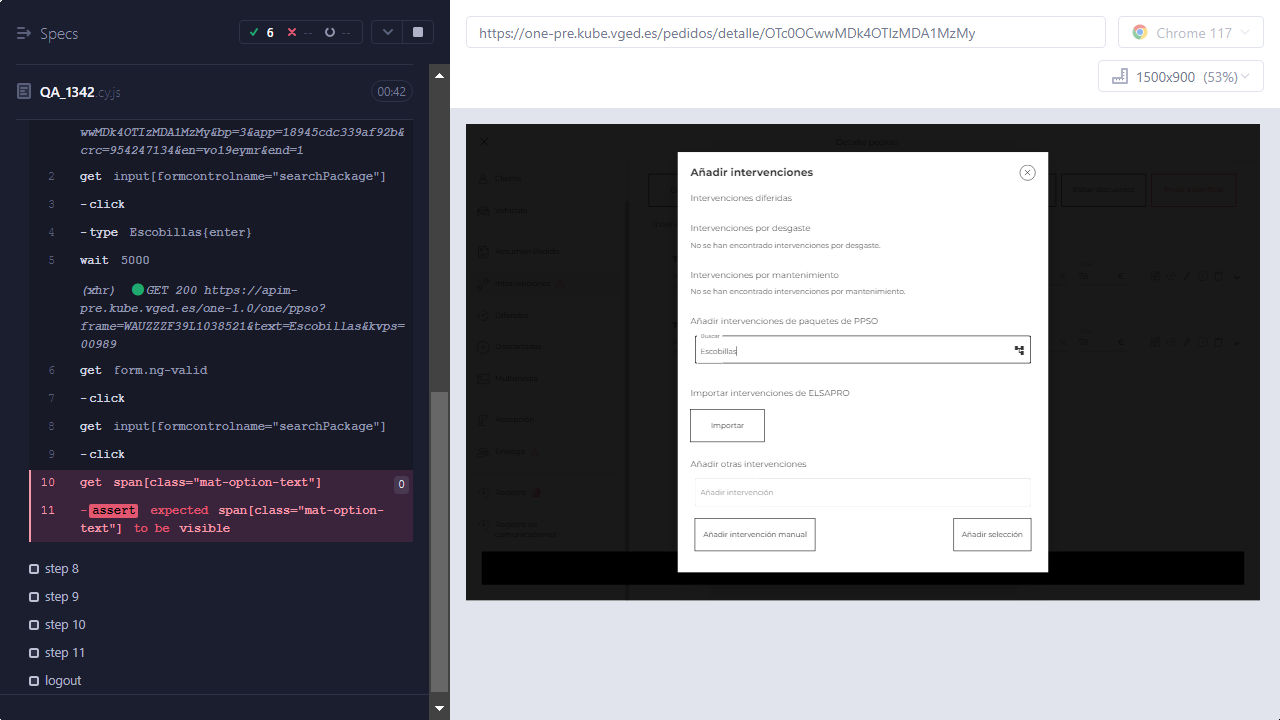 Specs
6
--
--
https://one-pre.kube.vged.es/pedidos/detalle/OTc0OCwwMDk4OTIzMDA1MzMy
Chrome 117
1500x900 (53%)
QA_1342.cy.js
00:42
wwMDk4OTIzMDA1MzMy&bp=3&app=18945cdc339af92b&
crc=954247134&en=vo19eymr&end=1
2 get input[formcontrolname="searchPackage"]
3 -click
4 -type Escobillas{enter}
5 wait 5000
(xhr) GET 200 https://apim-
pre.kube.vged.es/one-1.0/one/ppso?
frame=WAUZZZF39L1038521&text=Escobillas&kvps=
00989
6 get form.ng-valid
7 -click
8 get input[formcontrolname="searchPackage"]
9 -click
10 get span[class="mat-option-text"] 0
11 -assert expected span[class="mat-option-
text"] to be visible
step 8
step 9
step 10
step 11
logout
Añadir intervenciones
Intervenciones diferidas
Intervenciones por desgaste
No se han encontrado intervenciones por desgaste.
Intervenciones por mantenimiento
No se han encontrado intervenciones por mantenimiento.
Añadir intervenciones de paquetes de PPSO
Buscar
Escobillas
Importar intervenciones de ELSAPRO
Importar
Añadir otras intervenciones
Añadir intervención
Añadir intervención manual
Añadir selección